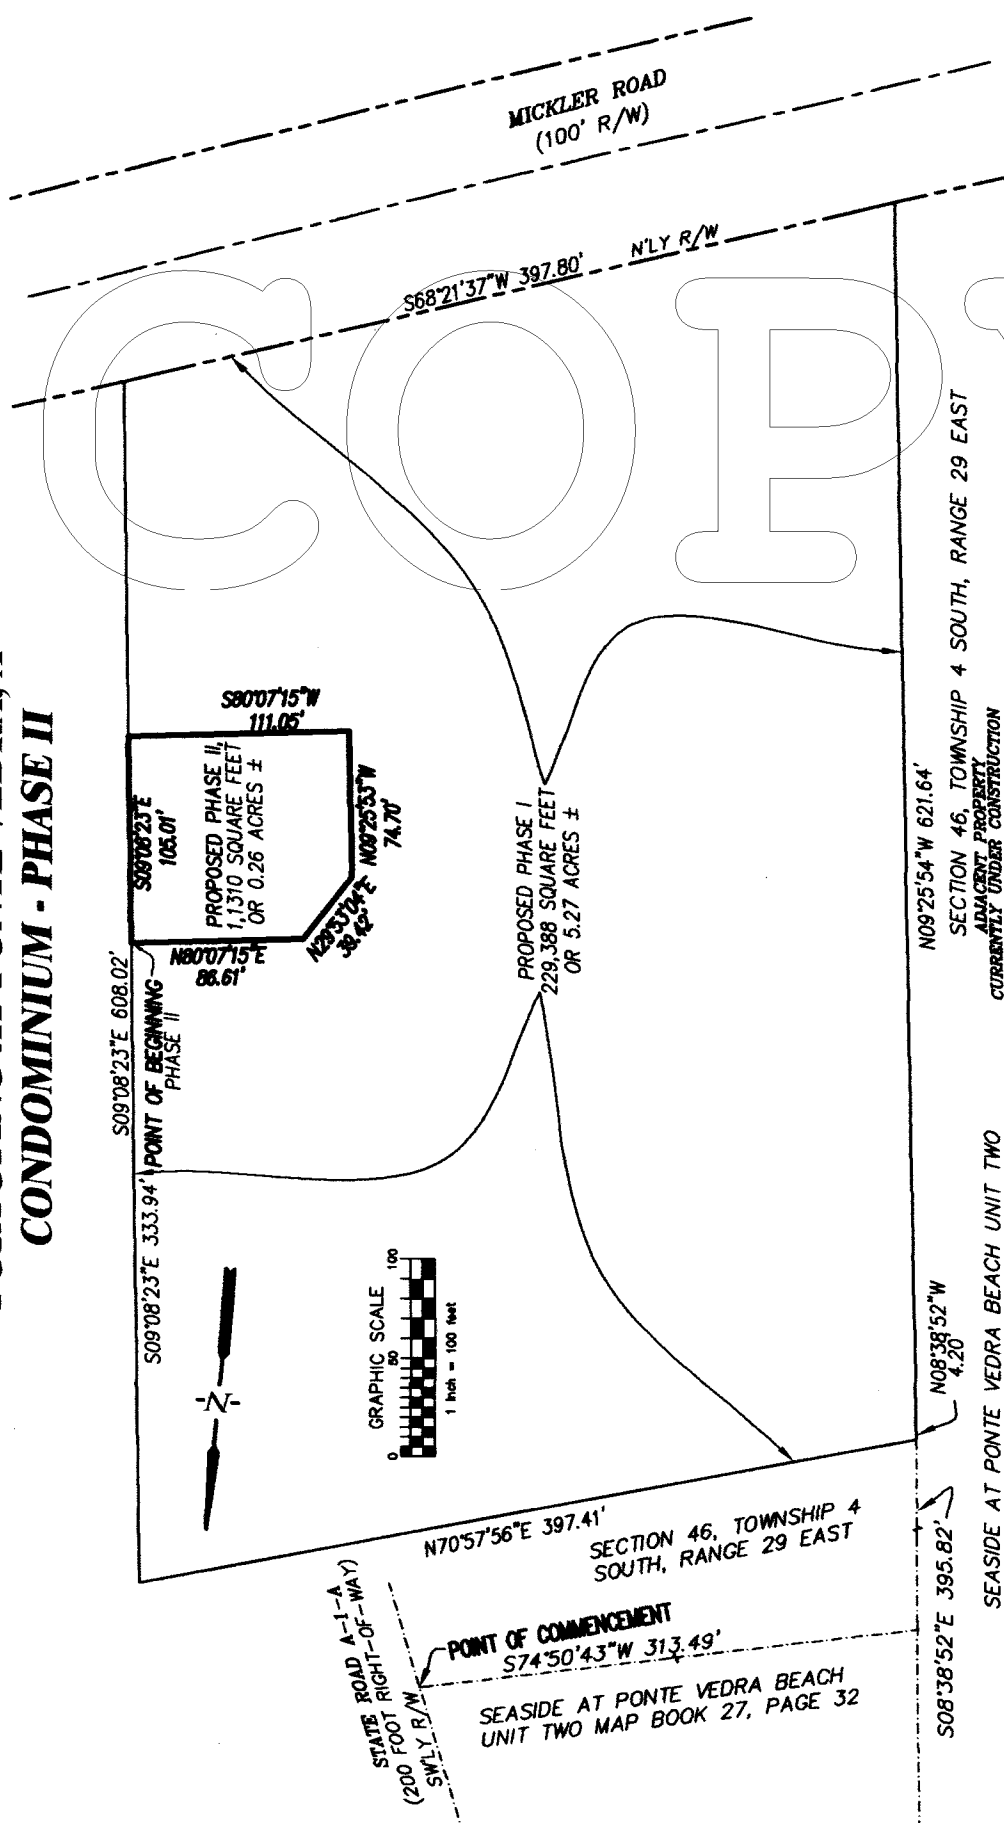 CONDOMINIUM - PHASE II
MICKLER ROAD
(100' R/W)
N'LY R/W
S68°21'37"W 397.80'
COP
S80°07'15"W
111.05'
S09°08'23"E
105.01'
PROPOSED PHASE II,
1,1310 SQUARE FEET
OR 0.26 ACRES ±
N09°25'53"W
74.70'
N29°53'04"E
39.42'
N80°07'15"E
86.61'
S09°08'23"E 608.02'
POINT OF BEGINNING
PHASE II
S09°08'23"E 333.94'
PROPOSED PHASE I
229,388 SQUARE FEET
OR 5.27 ACRES ±
N09°25'54"W 621.64'
SECTION 46, TOWNSHIP 4 SOUTH, RANGE 29 EAST
ADJACENT PROPERTY
CURRENTLY UNDER CONSTRUCTION
-N-
GRAPHIC SCALE
0 50 100
1 inch = 100 feet
N08°38'52"W
4.20'
N70°57'56"E 397.41'
SECTION 46, TOWNSHIP 4
SOUTH, RANGE 29 EAST
STATE ROAD A-1-A
(200 FOOT RIGHT-OF-WAY)
SW'LY R/W
POINT OF COMMENCEMENT
S74°50'43"W 313.49'
SEASIDE AT PONTE VEDRA BEACH
UNIT TWO MAP BOOK 27, PAGE 32
S08°38'52"E 395.82'
SEASIDE AT PONTE VEDRA BEACH UNIT TWO